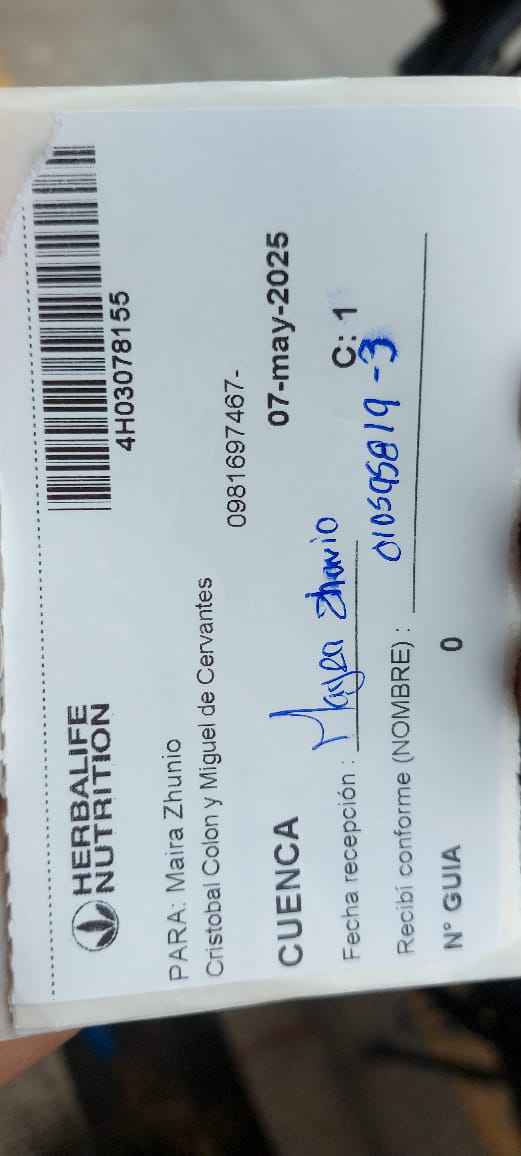 HERBALIFE
NUTRITION
4H03078155
PARA: Maira Zhunio
Cristobal Colon y Miguel de Cervantes
0981697467-
CUENCA 07-may-2025
Fecha recepción : Mayra Zhunio C: 1
Recibí conforme (NOMBRE) : 010595819-3
N° GUIA 0